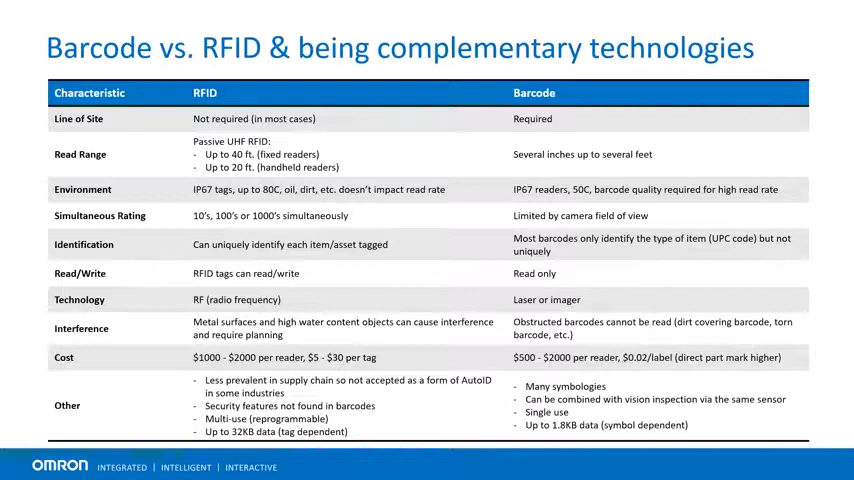 Barcode vs. RFID & being complementary technologies
Characteristic RFID Barcode
Line of Site Not required (in most cases) Required
Read Range Passive UHF RFID: - Up to 40 ft. (fixed readers) - Up to 20 ft. (handheld readers) Several inches up to several feet
Environment IP67 tags, up to 80C, oil, dirt, etc. doesn't impact read rate IP67 readers, 50C, barcode quality required for high read rate
Simultaneous Rating 10's, 100's or 1000's simultaneously Limited by camera field of view
Identification Can uniquely identify each item/asset tagged Most barcodes only identify the type of item (UPC code) but not
uniquely
Read/Write RFID tags can read/write Read only
Technology RF (radio frequency) Laser or imager
Interference Metal surfaces and high water content objects can cause interference
and require planning
Obstructed barcodes cannot be read (dirt covering barcode, torn
barcode, etc.)
Cost $1000 - $2000 per reader, $5 - $30 per tag $500 - $2000 per reader, $0.02/label (direct part mark higher)
Other
- Less prevalent in supply chain so not accepted as a form of AutoID
in some industries
- Security features not found in barcodes
- Multi-use (reprogrammable)
- Up to 32KB data (tag dependent)
- Many symbologies
- Can be combined with vision inspection via the same sensor
- Single use
- Up to 1.8KB data (symbol dependent)
OMRON INTEGRATED | INTELLIGENT | INTERACTIVE